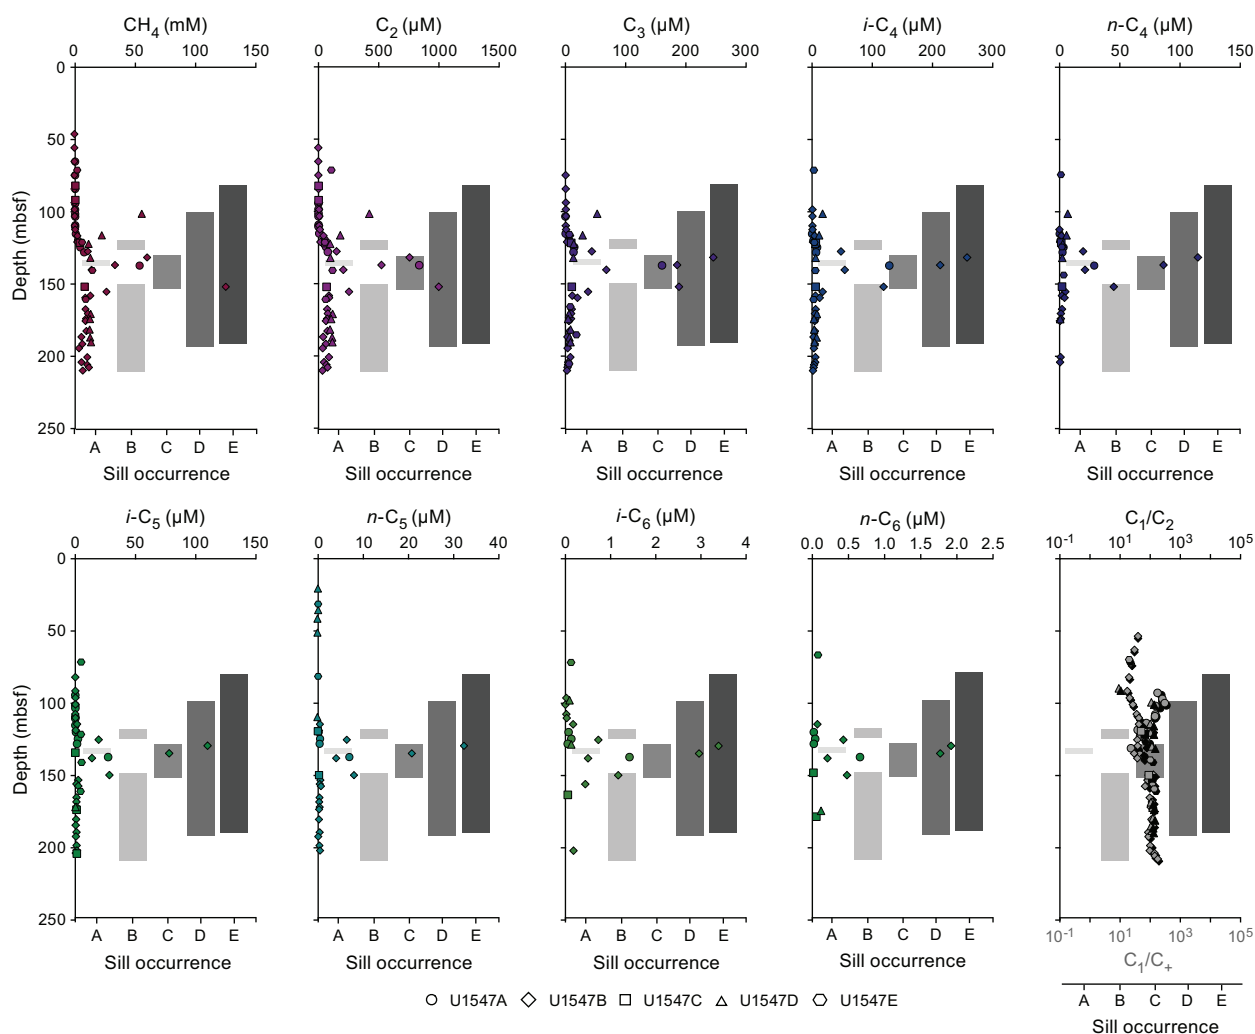 CH4 (mM) C2 (µM) C3 (µM) i-C4 (µM) n-C4 (µM)
0 50 100 150 0 500 1000 1500 0 100 200 300 0 100 200 300 0 50 100 150
0
50
100
150
200
250
Depth (mbsf)
A B C D E A B C D E A B C D E A B C D E A B C D E
Sill occurrence Sill occurrence Sill occurrence Sill occurrence Sill occurrence
i-C5 (µM) n-C5 (µM) i-C6 (µM) n-C6 (µM) C1/C2
0 50 100 150 0 10 20 30 40 0 1 2 3 4 0.0 0.5 1.0 1.5 2.0 2.5 10-1 101 103 105
0
50
100
150
200
250
Depth (mbsf)
A B C D E A B C D E A B C D E A B C D E 10-1 101 103 105
Sill occurrence Sill occurrence Sill occurrence Sill occurrence C1/C+
U1547A U1547B U1547C U1547D U1547E
A B C D E
Sill occurrence